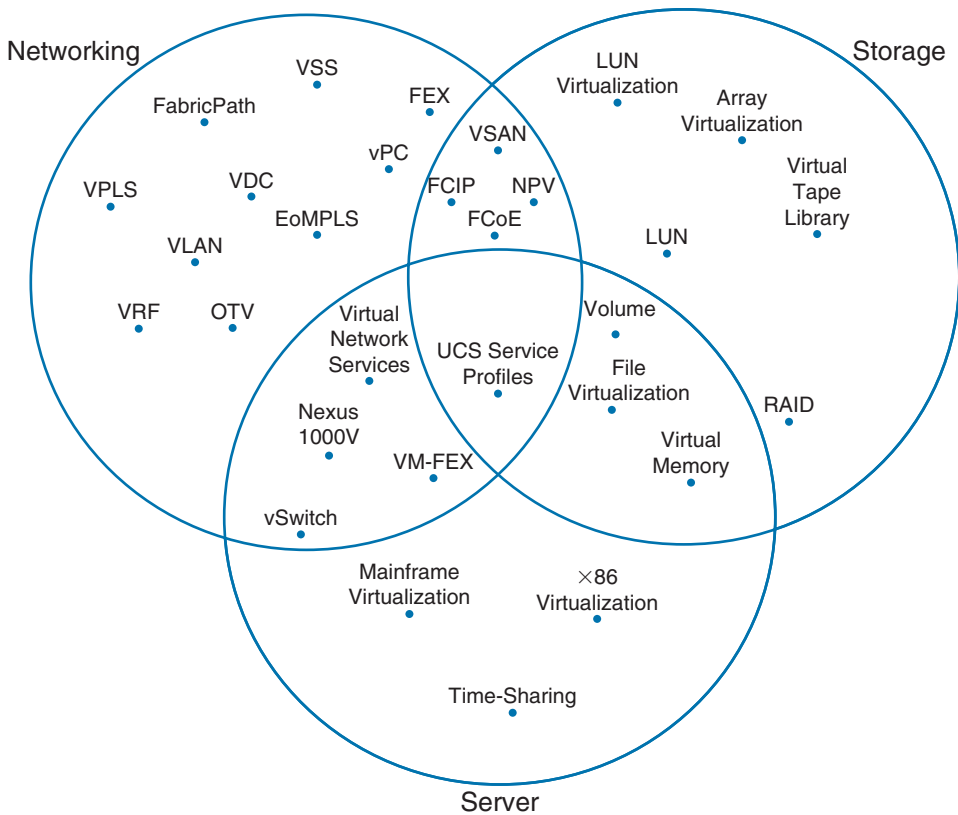 Networking
Storage
VSS
FabricPath
FEX
vPC
VPLS
VDC
EoMPLS
VLAN
VRF
OTV
VSAN
FCIP
NPV
FCoE
LUN
Virtualization
Array
Virtualization
Virtual
Tape
Library
LUN
RAID
Virtual
Network
Services
Nexus
1000V
VM-FEX
vSwitch
UCS Service
Profiles
Volume
File
Virtualization
Virtual
Memory
Mainframe
Virtualization
×86
Virtualization
Time-Sharing
Server